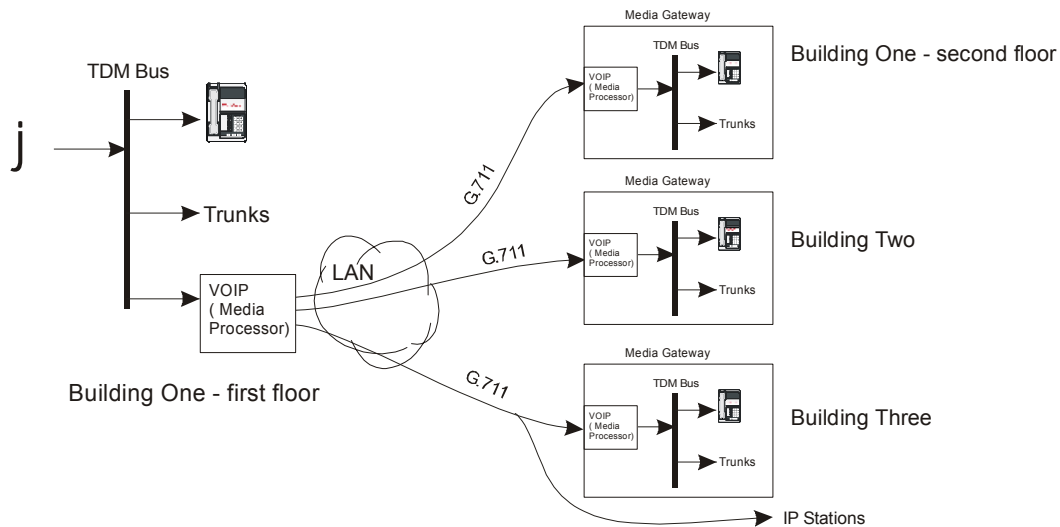 j
TDM Bus
Trunks
VOIP
( Media
Processor)
Building One - first floor
LAN
G.711
G.711
G.711
Media Gateway
TDM Bus
VOIP
( Media
Processor)
Trunks
Building One - second floor
Media Gateway
TDM Bus
VOIP
( Media
Processor)
Trunks
Building Two
Media Gateway
TDM Bus
VOIP
( Media
Processor)
Trunks
Building Three
IP Stations